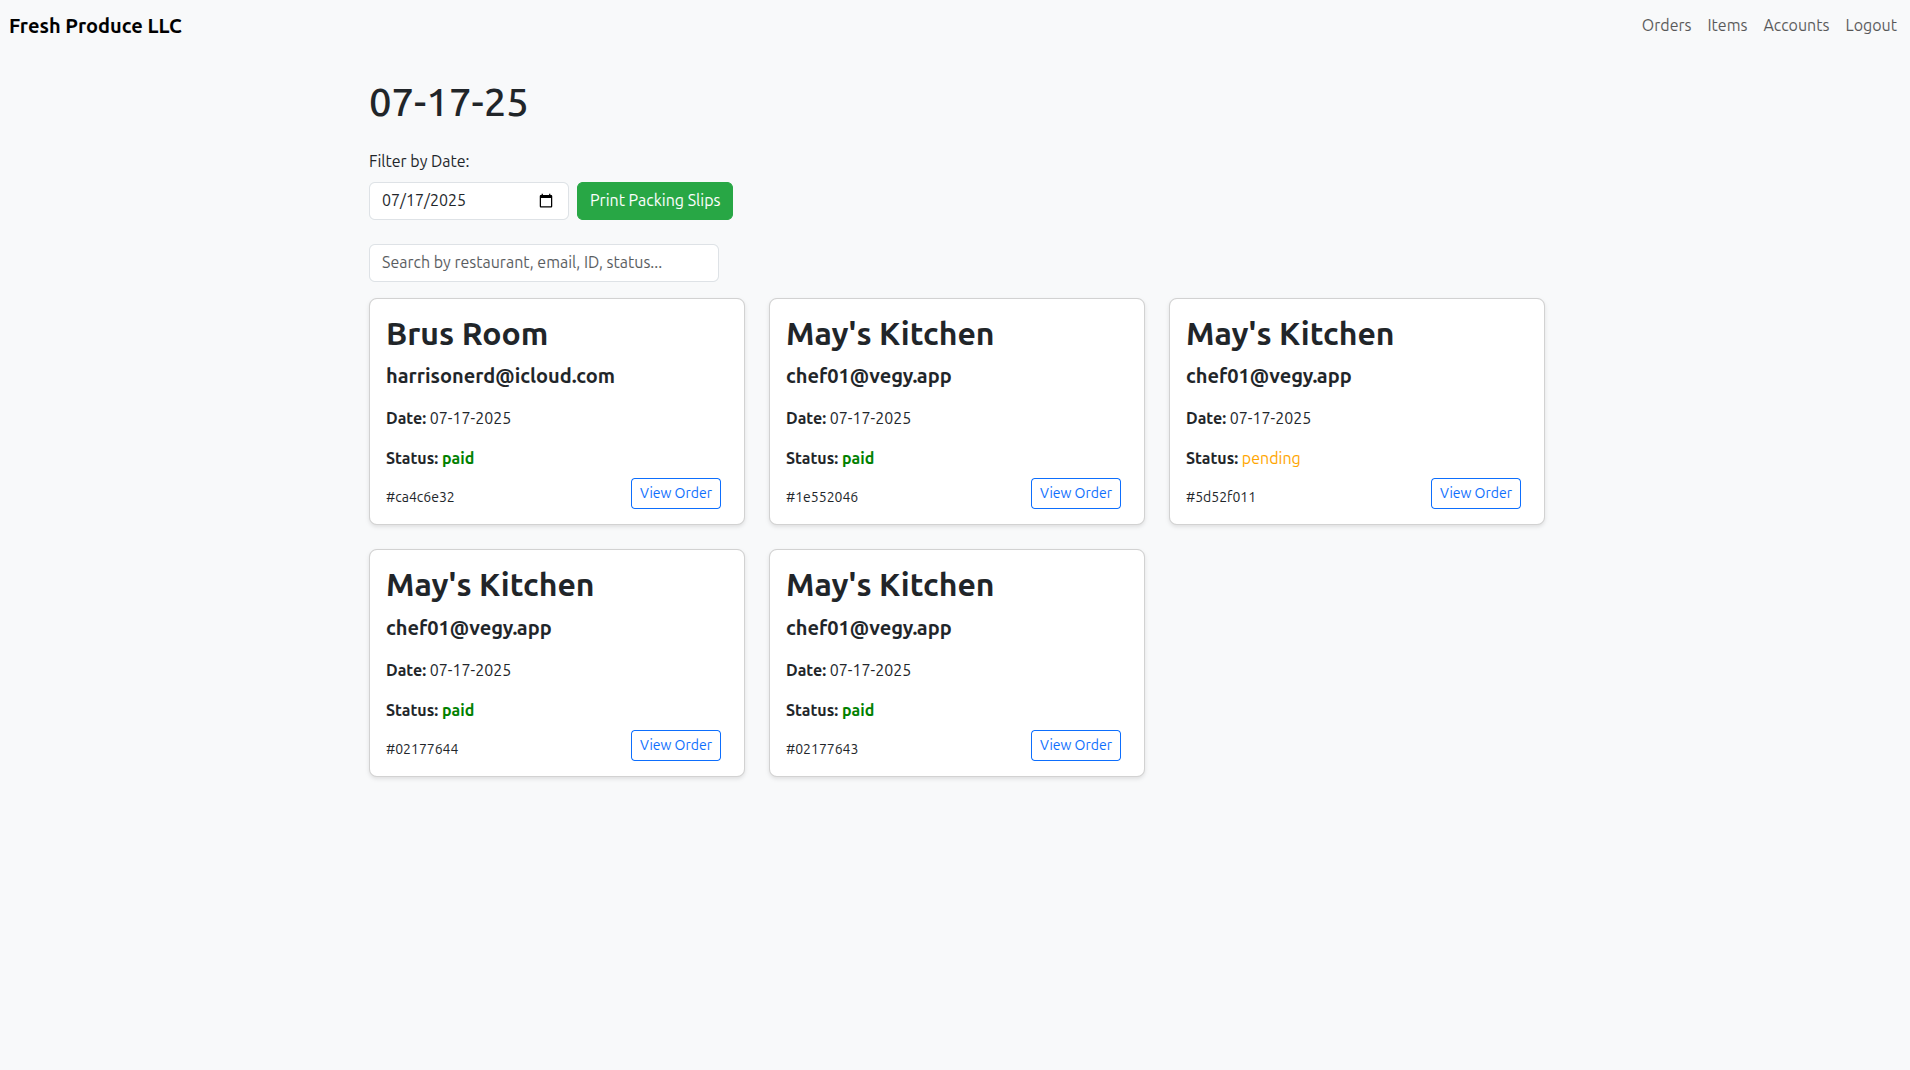 Fresh Produce LLC
Orders Items Accounts Logout
07-17-25
Filter by Date:
07/17/2025
Print Packing Slips
Search by restaurant, email, ID, status...
Brus Room
harrisonerd@icloud.com
Date: 07-17-2025
Status: paid
#ca4c6e32
View Order
May's Kitchen
chef01@vegy.app
Date: 07-17-2025
Status: paid
#1e552046
View Order
May's Kitchen
chef01@vegy.app
Date: 07-17-2025
Status: pending
#5d52f011
View Order
May's Kitchen
chef01@vegy.app
Date: 07-17-2025
Status: paid
#02177644
View Order
May's Kitchen
chef01@vegy.app
Date: 07-17-2025
Status: paid
#02177643
View Order